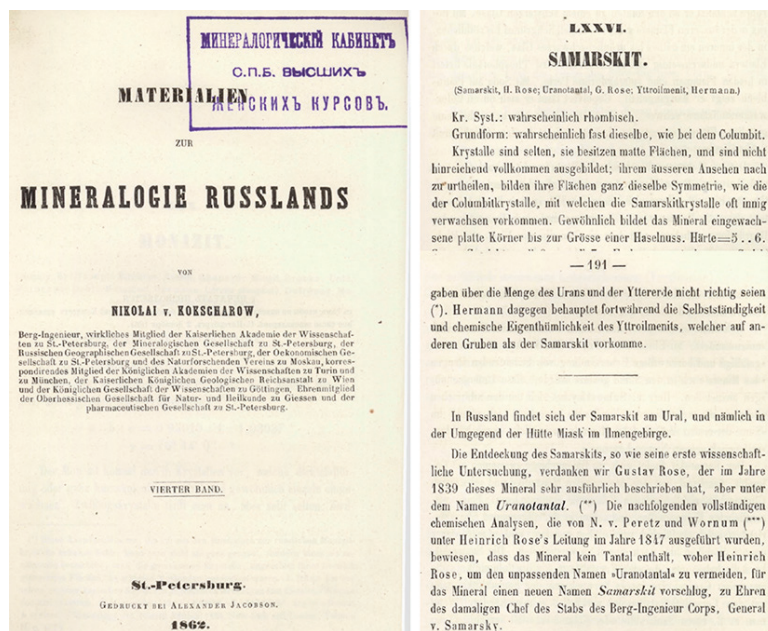 МИНЕРАЛОГИЧЕСКІЙ КАБИНЕТЪ
С.П.Б. ВЫСШИХЪ
ЖЕНСКИХЪ КУРСОВЪ.
MATERIALIEN
ZUR
MINERALOGIE RUSSLANDS
VON
NIKOLAI v. KOKSCHAROW,
Berg-Ingenieur, wirkliches Mitglied der Kaiserlichen Akademie der Wissenschaf-
ten zu St.-Petersburg, der Mineralogischen Gesellschaft zu St.-Petersburg, der
Russischen Geographischen Gesellschaft zu St.-Petersburg, der Oekonomischen Ge-
sellschaft zu St.-Petersburg und des Naturforschenden Vereins zu Moskau, korres-
pondirendes Mitglied der Königlichen Akademien der Wissenschaften zu Turin und
zu München, der Kaiserlichen Königlichen Geologischen Reichsanstalt zu Wien
und der Königlichen Gesellschaft der Wissenschaften zu Göttingen, Ehrenmitglied
der Oberhessischen Gesellschaft für Natur- und Heilkunde zu Giessen und der
pharmaceutischen Gesellschaft zu St.-Petersburg.
VIERTER BAND.
St.-Petersburg.
GEDRUCKT BEI ALEXANDER JACOBSON.
1862.
LXXVI.
SAMARSKIT.
(Samarskit, H. Rose; Uranotantal, G. Rose; Yttroilmenit, Hermann.)
Kr. Syst.: wahrscheinlich rhombisch.
Grundform: wahrscheinlich fast dieselbe, wie bei dem Columbit.
Krystalle sind selten, sie besitzen matte Flächen, und sind nicht
hinreichend vollkommen ausgebildet; ihrem äusseren Ansehen nach
zu urtheilen, bilden ihre Flächen ganz dieselbe Symmetrie, wie die
der Columbitkrystalle, mit welchen die Samarskitkrystalle oft innig
verwachsen vorkommen. Gewöhnlich bildet das Mineral eingewach-
sene platte Körner bis zur Grösse einer Haselnuss. Härte=5 . . 6.
— 191 —
gaben über die Menge des Urans und der Yttererde nicht richtig seien
(*). Hermann dagegen behauptet fortwährend die Selbstständigkeit
und chemische Eigenthümlichkeit des Yttroilmenits, welcher auf an-
deren Gruben als der Samarskit vorkomme.
In Russland findet sich der Samarskit am Ural, und nämlich in
der Umgegend der Hütte Miask im Ilmengebirge.
Die Entdeckung des Samarskits, so wie seine erste wissenschaft-
liche Untersuchung, verdanken wir Gustav Rose, der im Jahre
1839 dieses Mineral sehr ausführlich beschrieben hat, aber unter
dem Namen Uranotantal. (**) Die nachfolgenden vollständigen
chemischen Analysen, die von N. v. Peretz und Wornum (***)
unter Heinrich Rose's Leitung im Jahre 1847 ausgeführt wurden,
bewiesen, dass das Mineral kein Tantal enthält, woher Heinrich
Rose, um den unpassenden Namen »Uranotantal« zu vermeiden, für
das Mineral einen neuen Namen Samarskit vorschlug, zu Ehren
des damaligen Chef des Stabs des Berg-Ingenieur Corps, General
v. Samarsky.